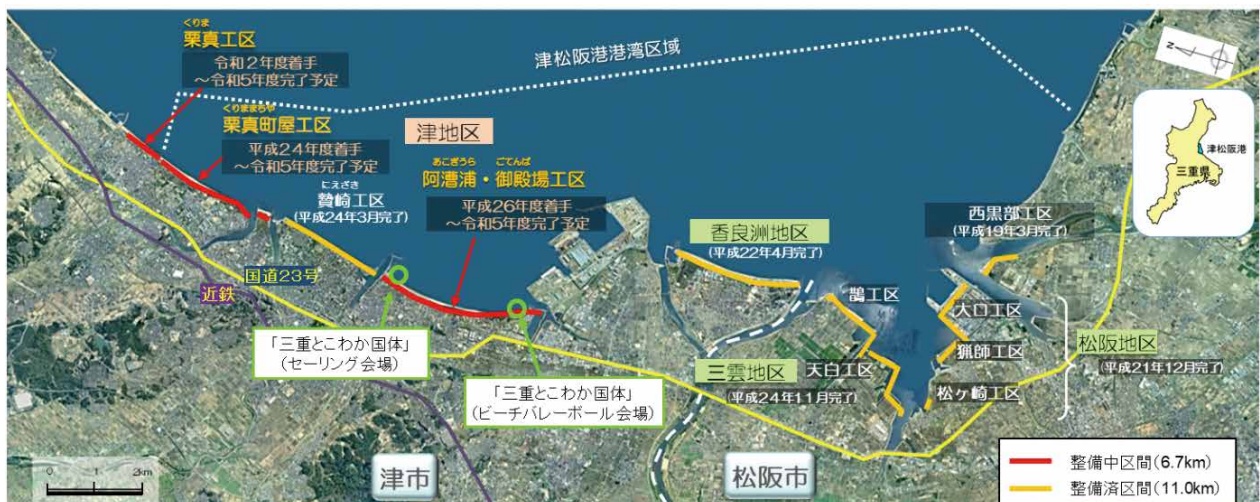 くりま
栗真工区
令和2年度着手
～令和5年度完了予定
津松阪港港湾区域
N
くりままちや
栗真町屋工区
平成24年度着手
～令和5年度完了予定
津地区
あこぎうら ごてんば
阿漕浦・御殿場工区
平成26年度着手
～令和5年度完了予定
にえざき
贄崎工区
(平成24年3月完了)
津松阪港
三重県
香良洲地区
(平成22年4月完了)
西黒部工区
(平成19年3月完了)
国道23号
近鉄
鵲工区
大口工区
「三重とこわか国体」
(セーリング会場)
猟師工区
松阪地区
(平成21年12月完了)
三雲地区
天白工区
(平成24年11月完了)
松ヶ崎工区
「三重とこわか国体」
(ビーチバレーボール会場)
0 1 2km
津市
松阪市
整備中区間(6.7km)
整備済区間(11.0km)